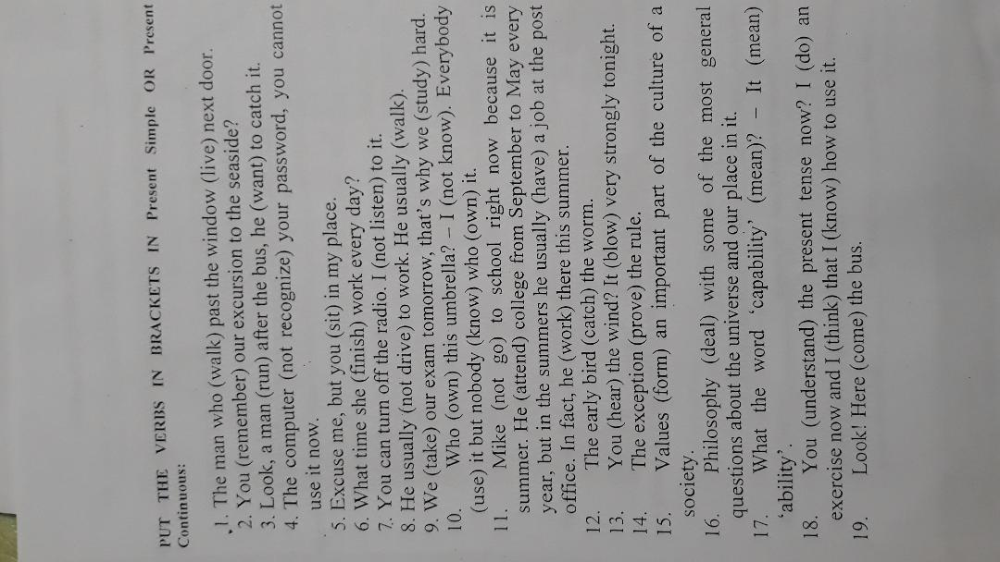 PUT THE VERBS IN BRACKETS IN Present Simple OR Present
Continuous:
1. The man who (walk) past the window (live) next door.
2. You (remember) our excursion to the seaside?
3. Look, a man (run) after the bus, he (want) to catch it.
4. The computer (not recognize) your password, you cannot
use it now.
5. Excuse me, but you (sit) in my place.
6. What time she (finish) work every day?
7. You can turn off the radio. I (not listen) to it.
8. He usually (not drive) to work. He usually (walk).
9. We (take) our exam tomorrow, that's why we (study) hard.
10. Who (own) this umbrella? – I (not know). Everybody
(use) it but nobody (know) who (own) it.
11. Mike (not go) to school right now because it is
summer. He (attend) college from September to May every
year, but in the summers he usually (have) a job at the post
office. In fact, he (work) there this summer.
12. The early bird (catch) the worm.
13. You (hear) the wind? It (blow) very strongly tonight.
14. The exception (prove) the rule.
15. Values (form) an important part of the culture of a
society.
16. Philosophy (deal) with some of the most general
questions about the universe and our place in it.
17. What the word 'capability' (mean)? – It (mean)
'ability'.
18. You (understand) the present tense now? I (do) an
exercise now and I (think) that I (know) how to use it.
19. Look! Here (come) the bus.